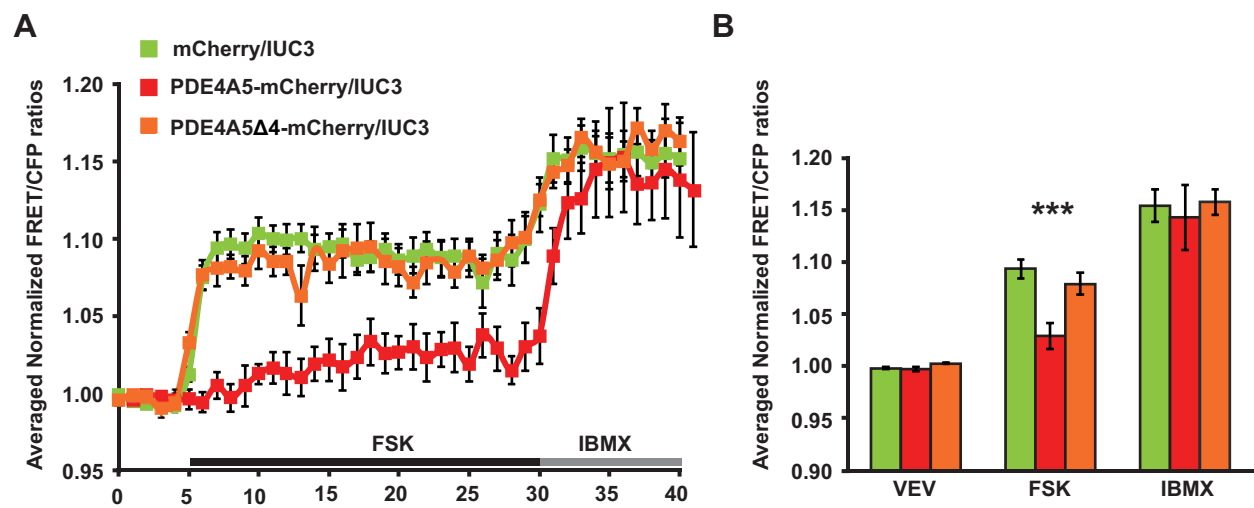 A
mCherry/IUC3
PDE4A5-mCherry/IUC3
PDE4A5Δ4-mCherry/IUC3
Averaged Normalized FRET/CFP ratios
1.20
1.15
1.10
1.05
1.00
0.95
FSK
IBMX
0
5
10
15
20
25
30
35
40
B
Averaged Normalized FRET/CFP ratios
1.20
1.15
1.10
1.05
1.00
0.95
0.90
***
VEV
FSK
IBMX